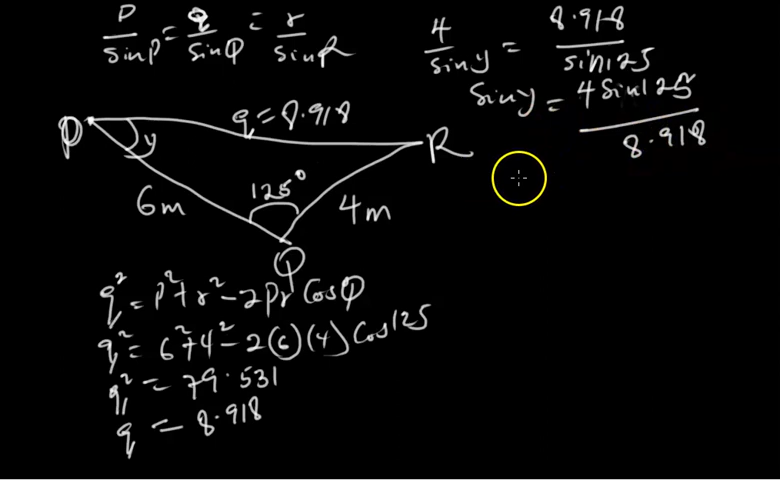 p/sinP = q/sinQ = r/sinR
4/siny = 8.918/sin125
siny = 4sin125/8.918
q = 8.918
P
y
R
125°
6m
4m
Q
q² = p² + r² - 2pr CosQ
q² = 6² + 4² - 2(6)(4) Cos125
q² = 79.531
q = 8.918